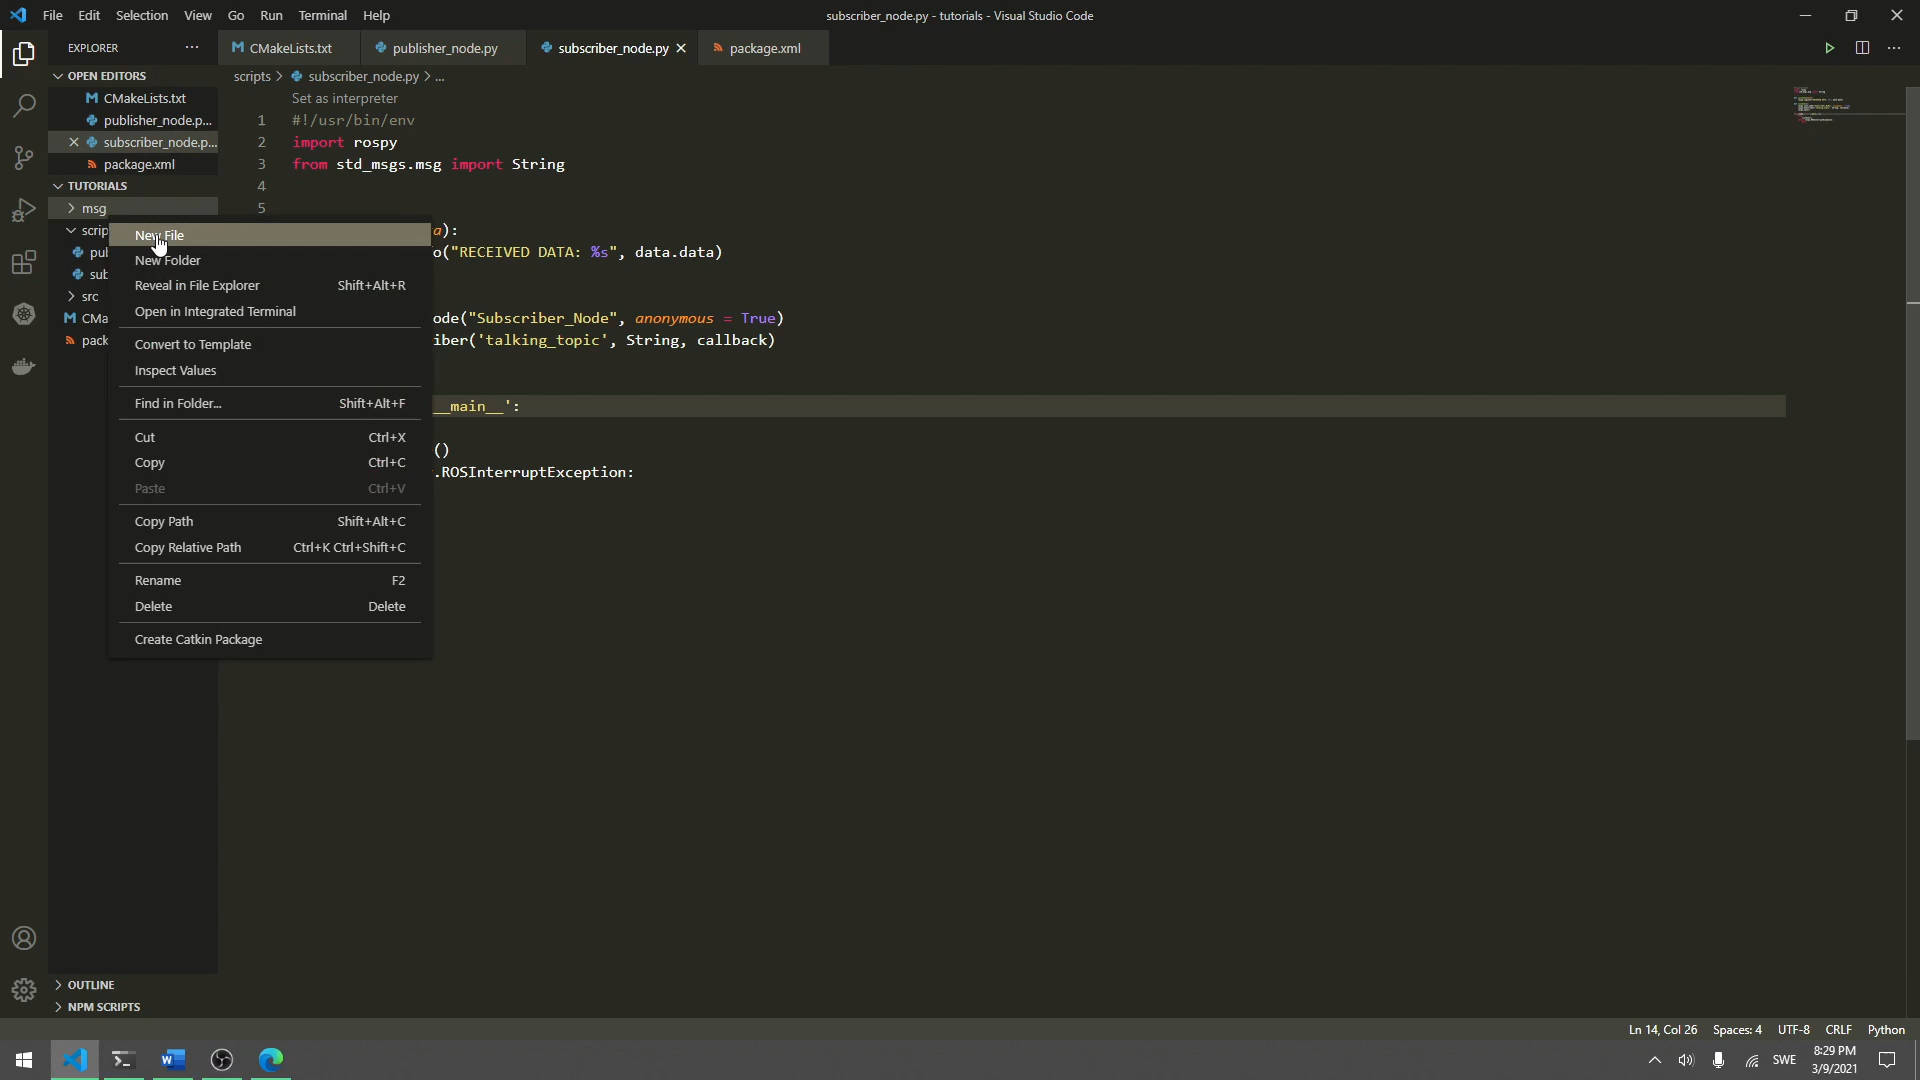 File Edit Selection View Go Run Terminal Help
subscriber_node.py - tutorials - Visual Studio Code
EXPLORER
CMakeLists.txt
publisher_node.py
subscriber_node.py
package.xml
OPEN EDITORS
CMakeLists.txt
publisher_node.p...
subscriber_node.p...
package.xml
TUTORIALS
msg
scrip
pub
sub
src
CMa
pack
scripts > subscriber_node.py > ...
Set as interpreter
1 #!/usr/bin/env
2 import rospy
3 from std_msgs.msg import String
4
5
a):
o("RECEIVED DATA: %s", data.data)
ode("Subscriber_Node", anonymous = True)
iber('talking_topic', String, callback)
__main__':
()
.ROSInterruptException:
New File
New Folder
Reveal in File Explorer Shift+Alt+R
Open in Integrated Terminal
Convert to Template
Inspect Values
Find in Folder... Shift+Alt+F
Cut Ctrl+X
Copy Ctrl+C
Paste Ctrl+V
Copy Path Shift+Alt+C
Copy Relative Path Ctrl+K Ctrl+Shift+C
Rename F2
Delete Delete
Create Catkin Package
OUTLINE
NPM SCRIPTS
Ln 14, Col 26 Spaces: 4 UTF-8 CRLF Python
SWE
8:29 PM
3/9/2021